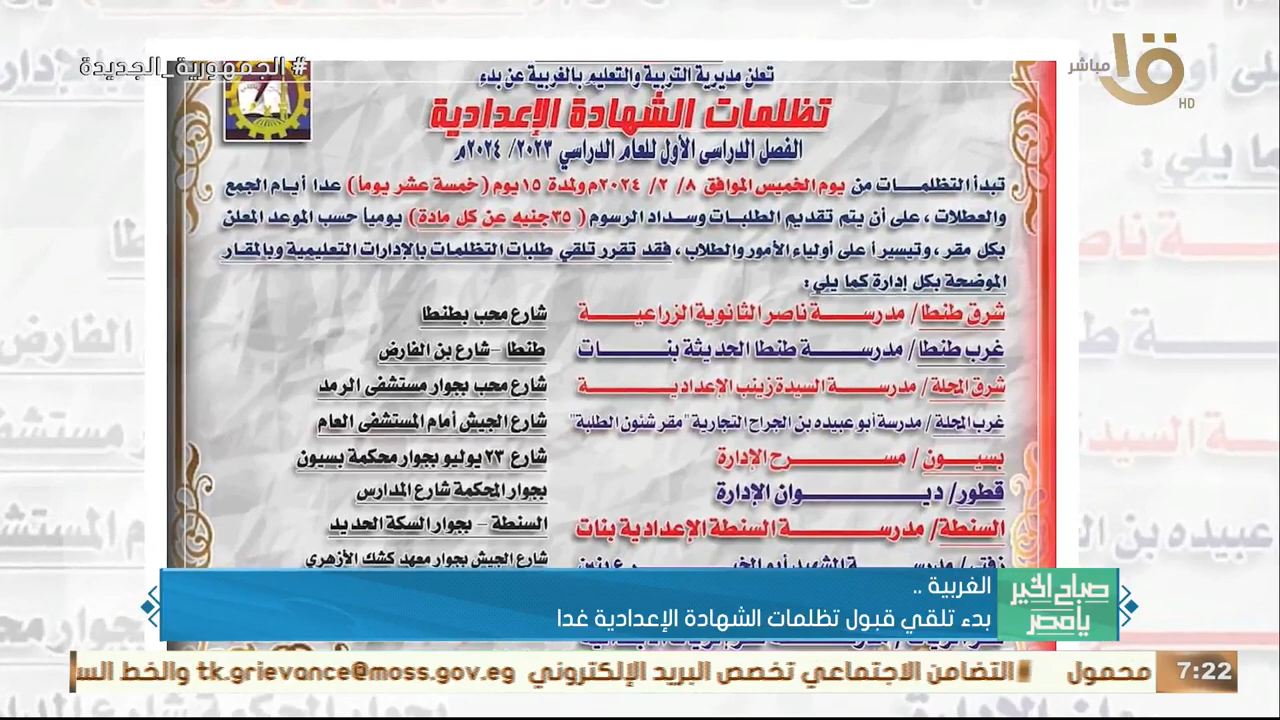 # الجمهورية_الجديدة
مباشر
HD
تعلن مديرية التربية والتعليم بالغربية عن بدء
تظلمات الشهادة الإعدادية
الفصل الدراسى الأول للعام الدراسي ٢٠٢٣/ ٢٠٢٤م
تبدأ التظلمات من يوم الخميس الموافق ٨/ ٢/ ٢٠٢٤م ولمدة ١٥ يوم (خمسة عشر يوماً) عدا أيام الجمع
والعطلات ، على أن يتم تقديم الطلبات وسداد الرسوم (٣٥جنيه عن كل مادة) يومياً حسب الموعد المعلن
بكل مقر ، وتيسيراً على أولياء الأمور والطلاب ، فقد تقرر تلقي طلبات التظلمات بالإدارات التعليمية وبالمقار
الموضحة بكل إدارة كما يلي :
شرق طنطا/ مدرسة ناصر الثانوية الزراعية شارع محب بطنطا
غرب طنطا/ مدرسة طنطا الحديثة بنات طنطا -شارع بن الفارض
شرق المحلة/ مدرسة السيدة زينب الإعدادية شارع محب بجوار مستشفى الرمد
غرب المحلة / مدرسة أبو عبيده بن الجراح التجارية "مقر شئون الطلبة" شارع الجيش أمام المستشفى العام
بسيون / مسرح الإدارة شارع ٢٣ يوليو بجوار محكمة بسيون
قطور/ ديوان الإدارة بجوار المحكمة شارع المدارس
السنطة/ مدرسة السنطة الإعدادية بنات السنطة - بجوار السكة الحديد
زفتى/ مدرسة الشهيد أبو الخير بنين شارع الجيش بجوار معهد كشك الأزهري
صباح الخير يا مصر
الغربية ..
بدء تلقي قبول تظلمات الشهادة الإعدادية غدا
7:22
محمول التضامن الاجتماعي تخصص البريد الإلكتروني tk.grievance@moss.gov.eg والخط الس